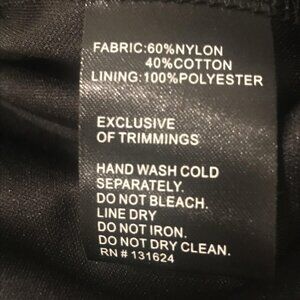 FABRIC:60%NYLON
40%COTTON
LINING:100%POLYESTER
EXCLUSIVE
OF TRIMMINGS
HAND WASH COLD
SEPARATELY.
DO NOT BLEACH.
LINE DRY
DO NOT IRON.
DO NOT DRY CLEAN.
RN # 131624